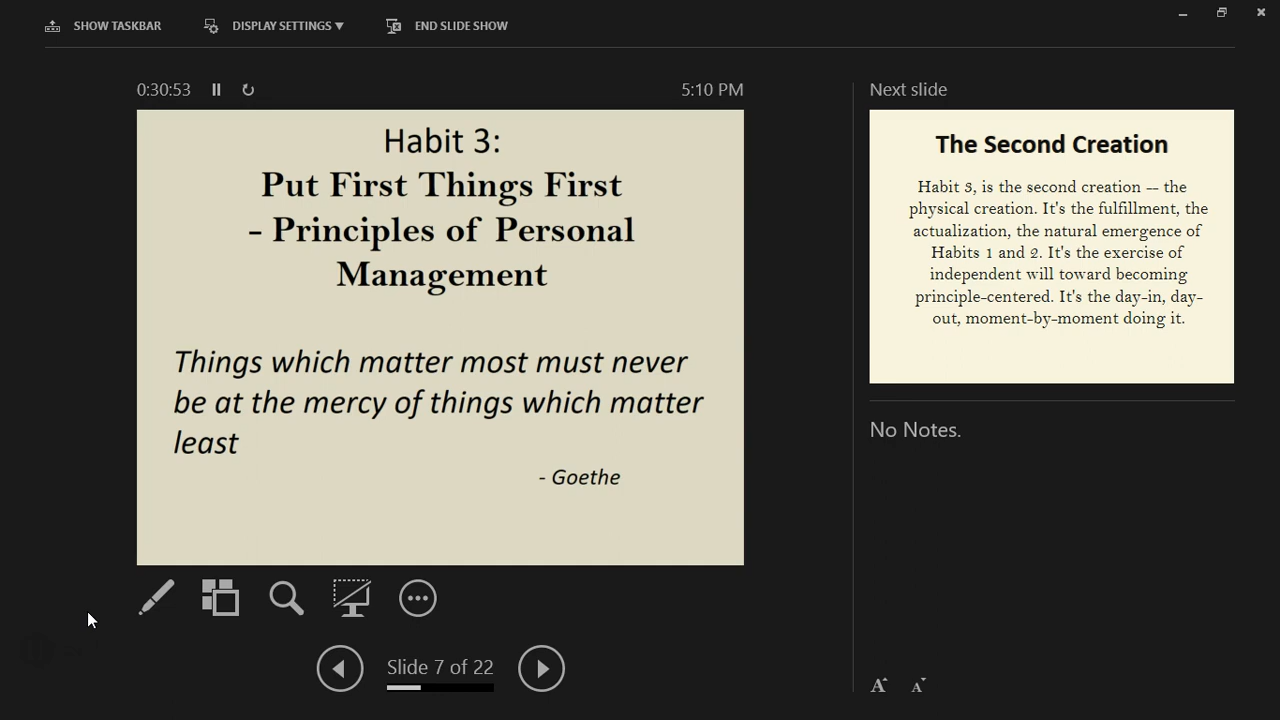 SHOW TASKBAR
DISPLAY SETTINGS ▼
END SLIDE SHOW
0:30:53
5:10 PM
Habit 3:
Put First Things First
– Principles of Personal
Management
Things which matter most must never
be at the mercy of things which matter
least
- Goethe
Slide 7 of 22
Next slide
The Second Creation
Habit 3, is the second creation -- the
physical creation. It's the fulfillment, the
actualization, the natural emergence of
Habits 1 and 2. It's the exercise of
independent will toward becoming
principle-centered. It's the day-in, day-
out, moment-by-moment doing it.
No Notes.
A A